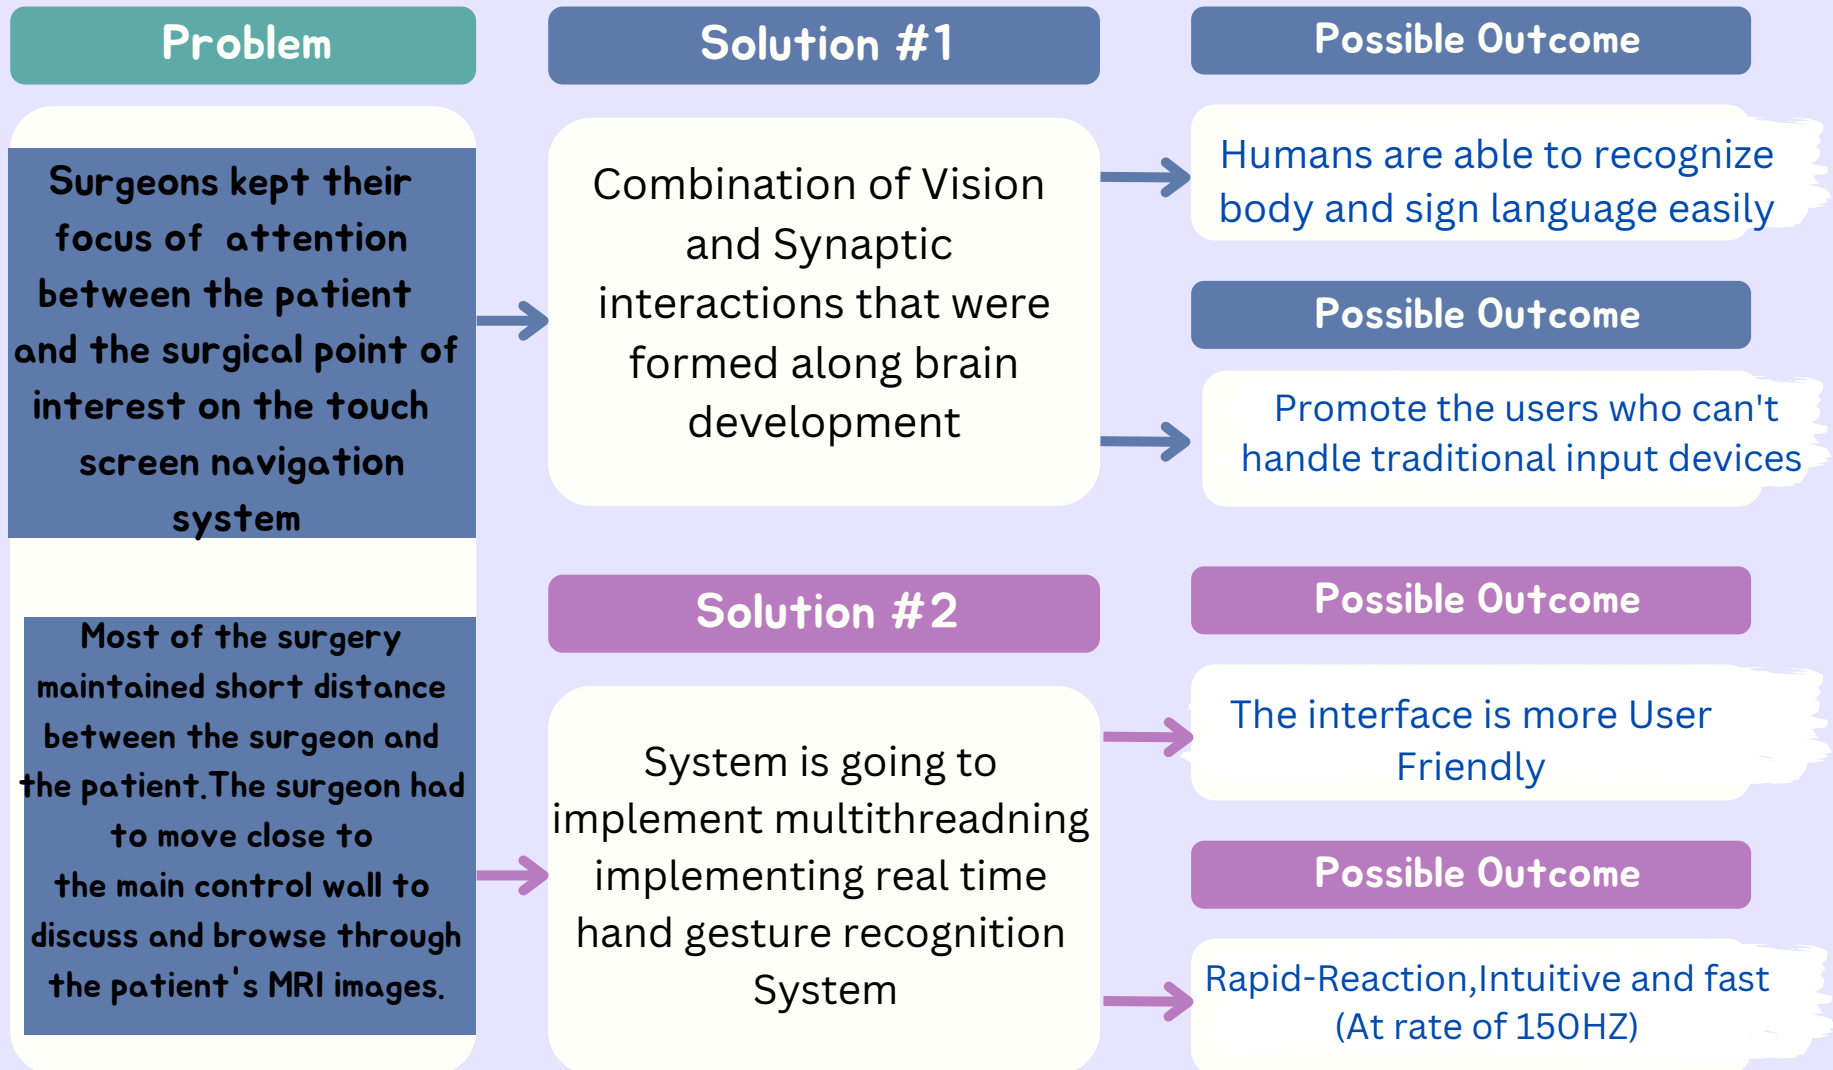 Problem
Surgeons kept their
focus of attention
between the patient
and the surgical point of
interest on the touch
screen navigation
system
Most of the surgery
maintained short distance
between the surgeon and
the patient.The surgeon had
to move close to
the main control wall to
discuss and browse through
the patient's MRI images.
Solution #1
Combination of Vision
and Synaptic
interactions that were
formed along brain
development
Possible Outcome
Humans are able to recognize
body and sign language easily
Possible Outcome
Promote the users who can't
handle traditional input devices
Solution #2
System is going to
implement multithreadning
implementing real time
hand gesture recognition
System
Possible Outcome
The interface is more User
Friendly
Possible Outcome
Rapid-Reaction,Intuitive and fast
(At rate of 150HZ)